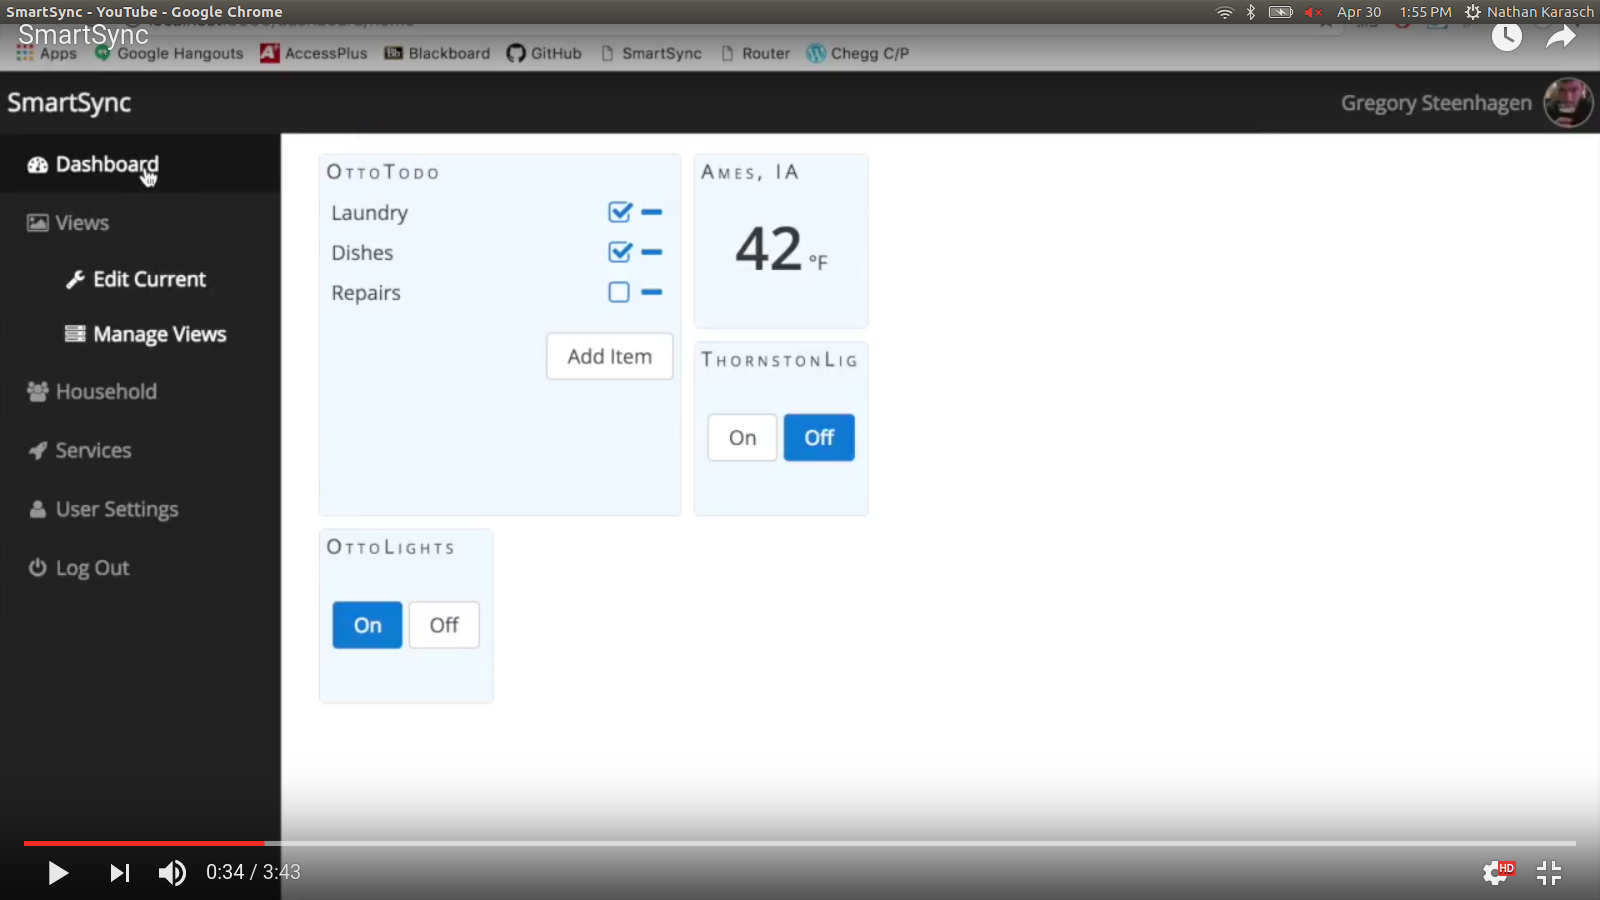 SmartSync - YouTube - Google Chrome
Apr 30 1:55 PM Nathan Karasch
SmartSync
Apps Google Hangouts AccessPlus Bb Blackboard GitHub SmartSync Router Chegg C/P
SmartSync
Gregory Steenhagen
Dashboard
Views
Edit Current
Manage Views
Household
Services
User Settings
Log Out
OttoTodo
Laundry
Dishes
Repairs
Add Item
Ames, IA
42 °F
ThornstonLig
On Off
OttoLights
On Off
0:34 / 3:43
HD